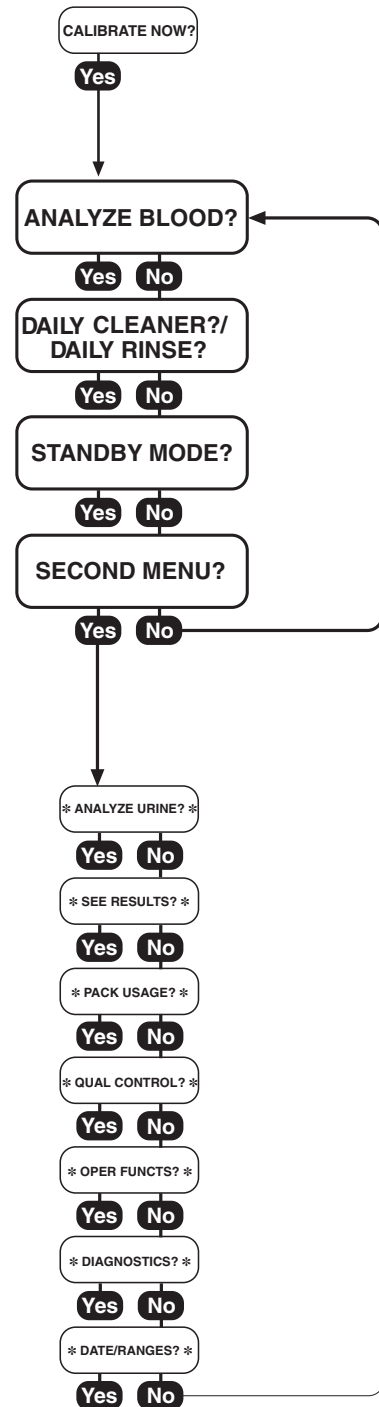 CALIBRATE NOW?
Yes
ANALYZE BLOOD?
Yes No
DAILY CLEANER?/
DAILY RINSE?
Yes No
STANDBY MODE?
Yes No
SECOND MENU?
Yes No
✻ ANALYZE URINE? ✻
Yes No
✻ SEE RESULTS? ✻
Yes No
✻ PACK USAGE? ✻
Yes No
✻ QUAL CONTROL? ✻
Yes No
✻ OPER FUNCTS? ✻
Yes No
✻ DIAGNOSTICS? ✻
Yes No
✻ DATE/RANGES? ✻
Yes No